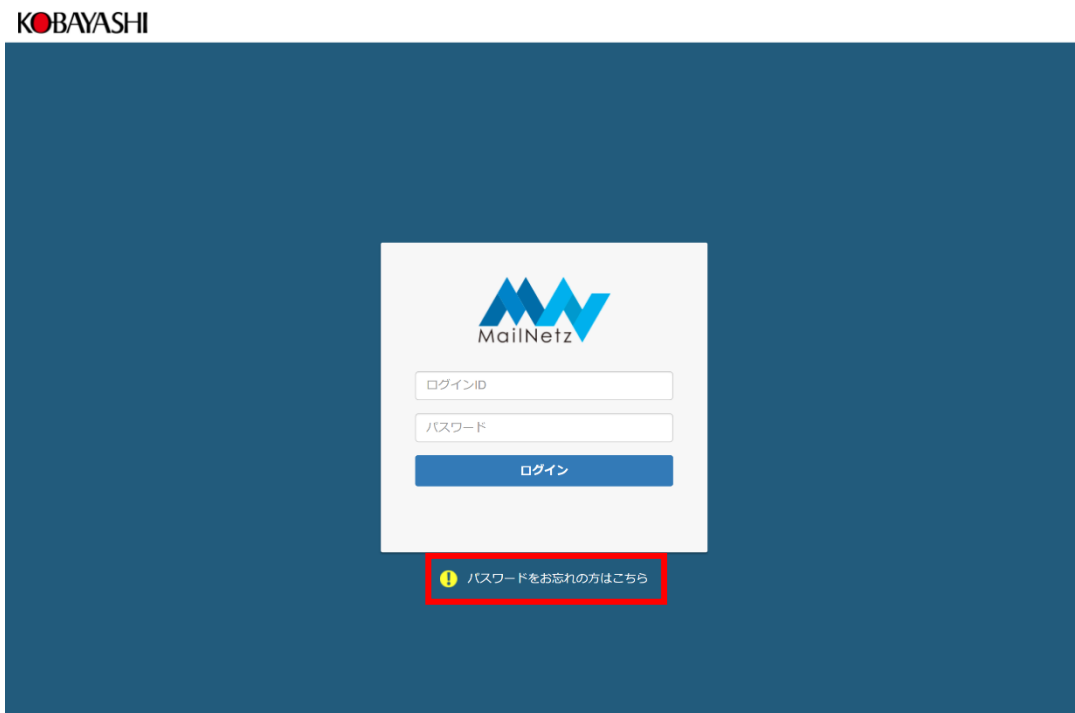 KOBAYASHI
MailNetz
ログインID
パスワード
ログイン
! パスワードをお忘れの方はこちら